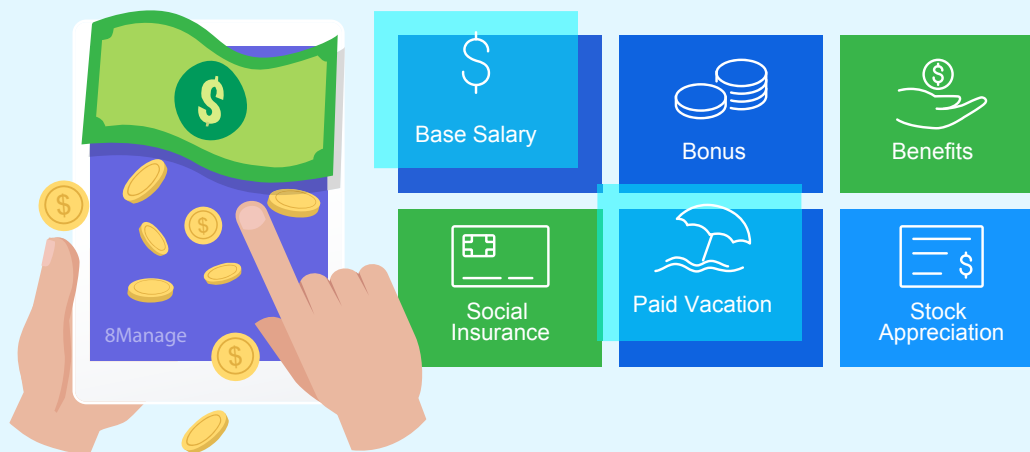 Base Salary
Bonus
Benefits
Social
Insurance
Paid Vacation
Stock
Appreciation
8Manage
$
$
$
$